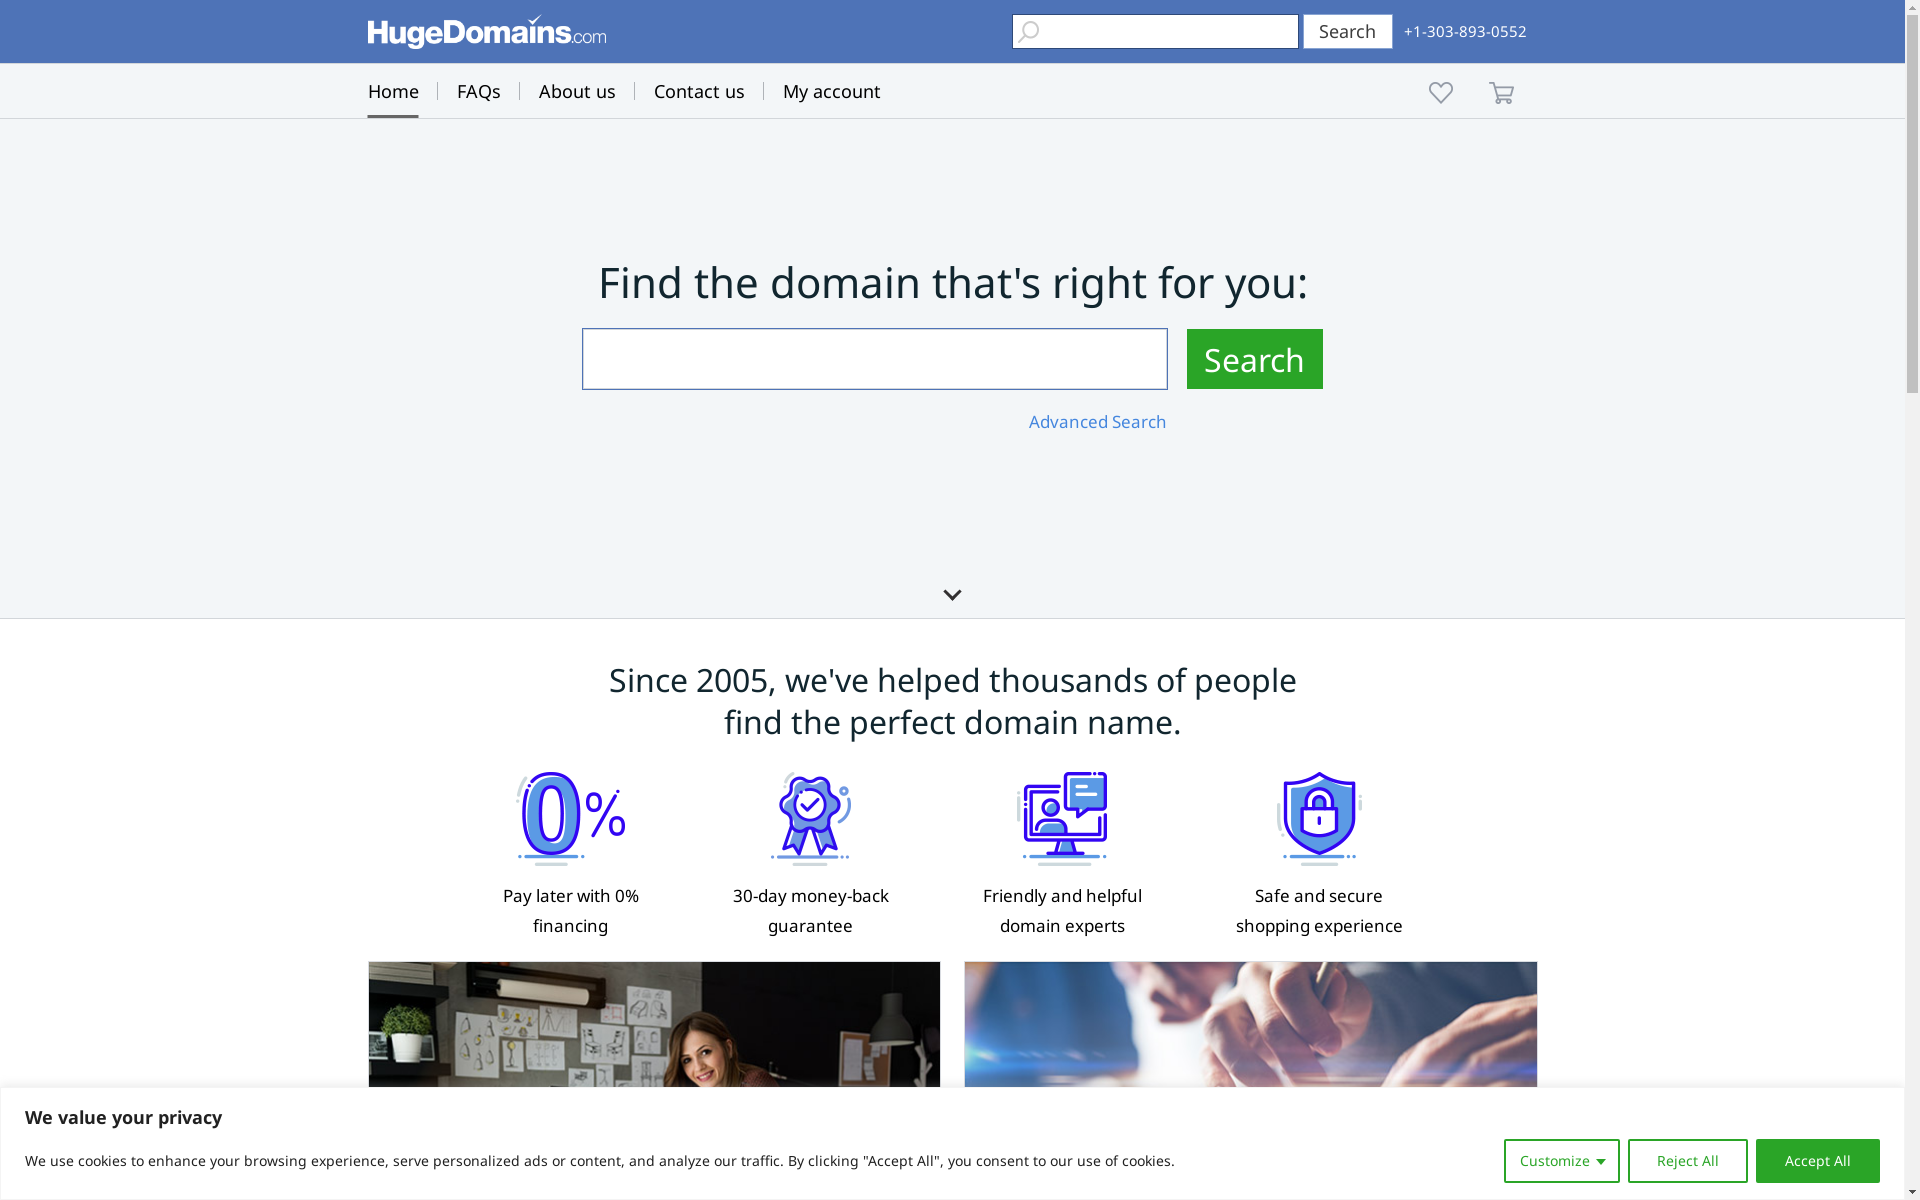 HugeDomains.com
Search
+1-303-893-0552
Home
FAQs
About us
Contact us
My account
Find the domain that's right for you:
Search
Advanced Search
Since 2005, we've helped thousands of people
find the perfect domain name.
0%
Pay later with 0%
financing
30-day money-back
guarantee
Friendly and helpful
domain experts
Safe and secure
shopping experience
We value your privacy
We use cookies to enhance your browsing experience, serve personalized ads or content, and analyze our traffic. By clicking "Accept All", you consent to our use of cookies.
Customize
Reject All
Accept All